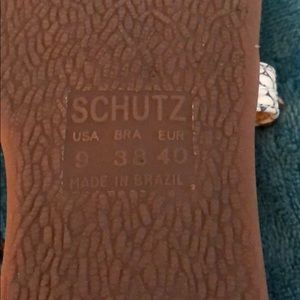 SCHUTZ
USA BRA EUR
9 38 40
MADE IN BRAZIL